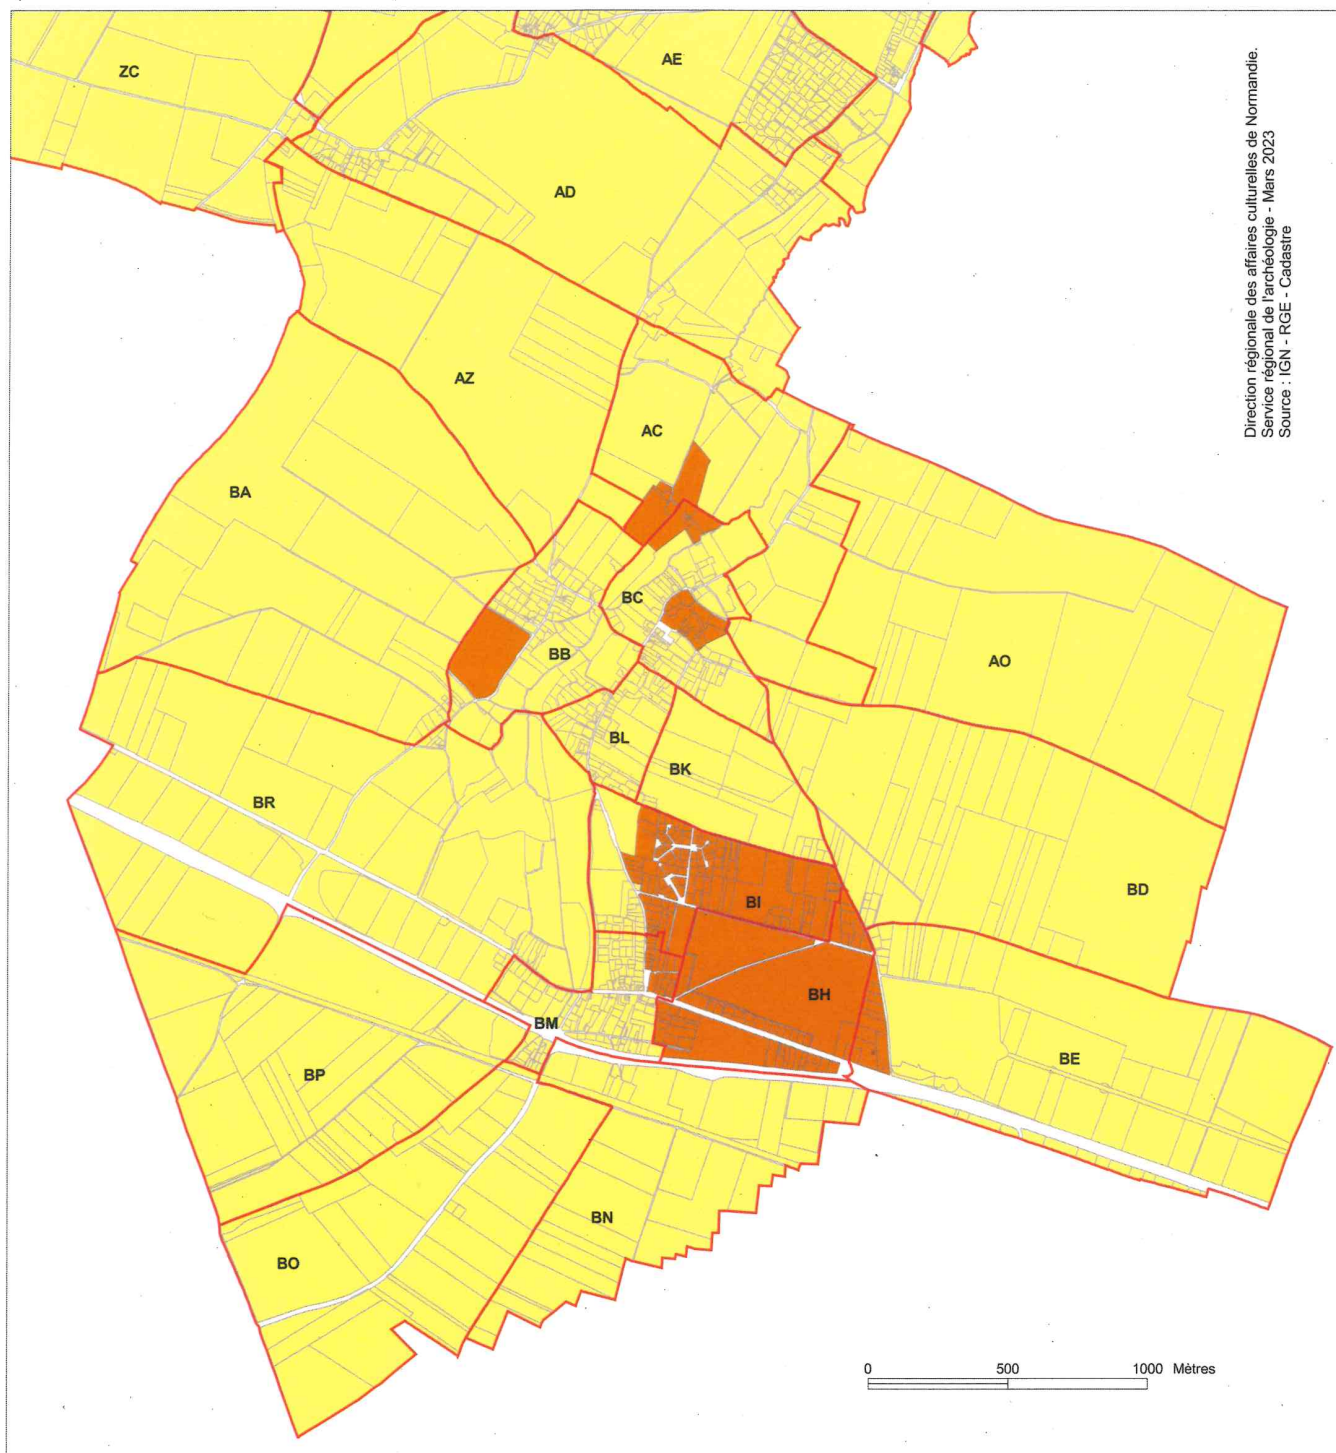 ZC
AE
AD
AZ
AC
BA
BC
BB
AO
BL
BK
BR
BI
BD
BH
BM
BE
BP
BN
BO
Direction régionale des affaires culturelles de Normandie.
Service régional de l'archéologie - Mars 2023
Source : IGN - RGE - Cadastre
0 500 1000 Mètres